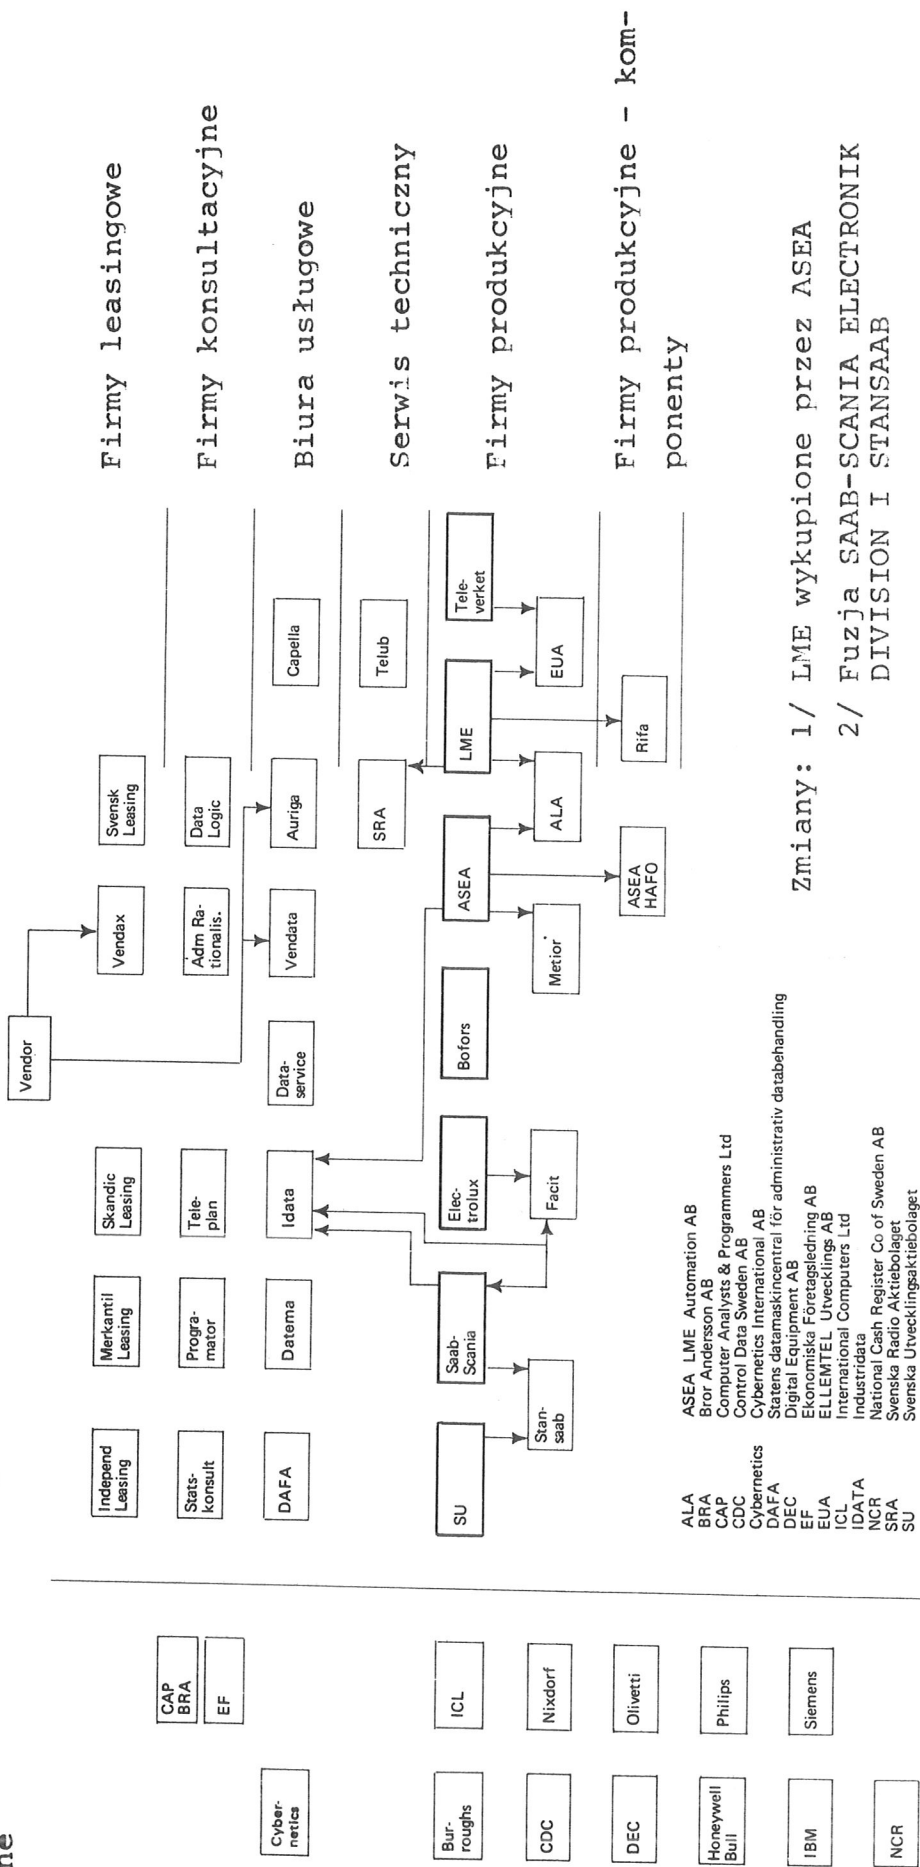 ne
Vendor
Independ
Leasing
Merkantil
Leasing
Skandic
Leasing
Vendax
Svensk
Leasing
Firmy leasingowe
CAP
BRA
EF
Stats-
konsult
Progra-
mator
Tele-
plan
Adm Ra-
tionalis.
Data
Logic
Firmy konsultacyjne
Cyber-
netics
DAFA
Datema
Idata
Data-
service
Vendata
Auriga
Capella
Biura usługowe
SRA
Telub
Serwis techniczny
Bur-
roughs
ICL
SU
Saab-
Scania
Elec-
trolux
Bofors
ASEA
LME
Tele-
verket
Firmy produkcyjne
CDC
Nixdorf
Stan-
saab
Facit
Metior
ALA
EUA
DEC
Olivetti
ASEA
HAFO
Rifa
Firmy produkcyjne - kom-
ponenty
Honeywell
Bull
Philips
IBM
Siemens
NCR
ALA ASEA LME Automation AB
BRA Bror Andersson AB
CAP Computer Analysts & Programmers Ltd
CDC Control Data Sweden AB
Cybernetics Cybernetics International AB
DAFA Statens datamaskincentral för administrativ databehandling
DEC Digital Equipment AB
EF Ekonomiska Företagsledning AB
EUA ELLEMTEL Utvecklings AB
ICL International Computers Ltd
IDATA Industridata
NCR National Cash Register Co of Sweden AB
SRA Svenska Radio Aktiebolaget
SU Svenska Utvecklingsaktiebolaget
Zmiany: 1/ LME wykupione przez ASEA
2/ Fuzja SAAB-SCANIA ELECTRONIK
DIVISION I STANSAAB